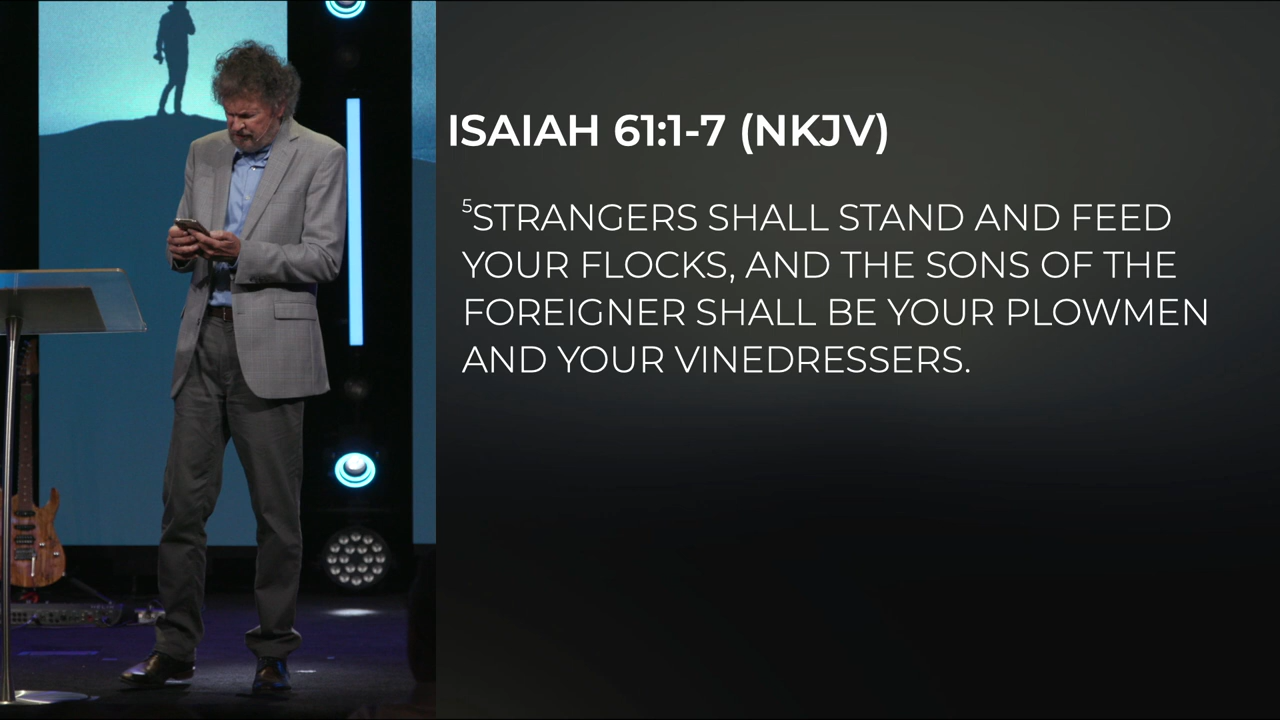 ISAIAH 61:1-7 (NKJV)
⁵STRANGERS SHALL STAND AND FEED
YOUR FLOCKS, AND THE SONS OF THE
FOREIGNER SHALL BE YOUR PLOWMEN
AND YOUR VINEDRESSERS.